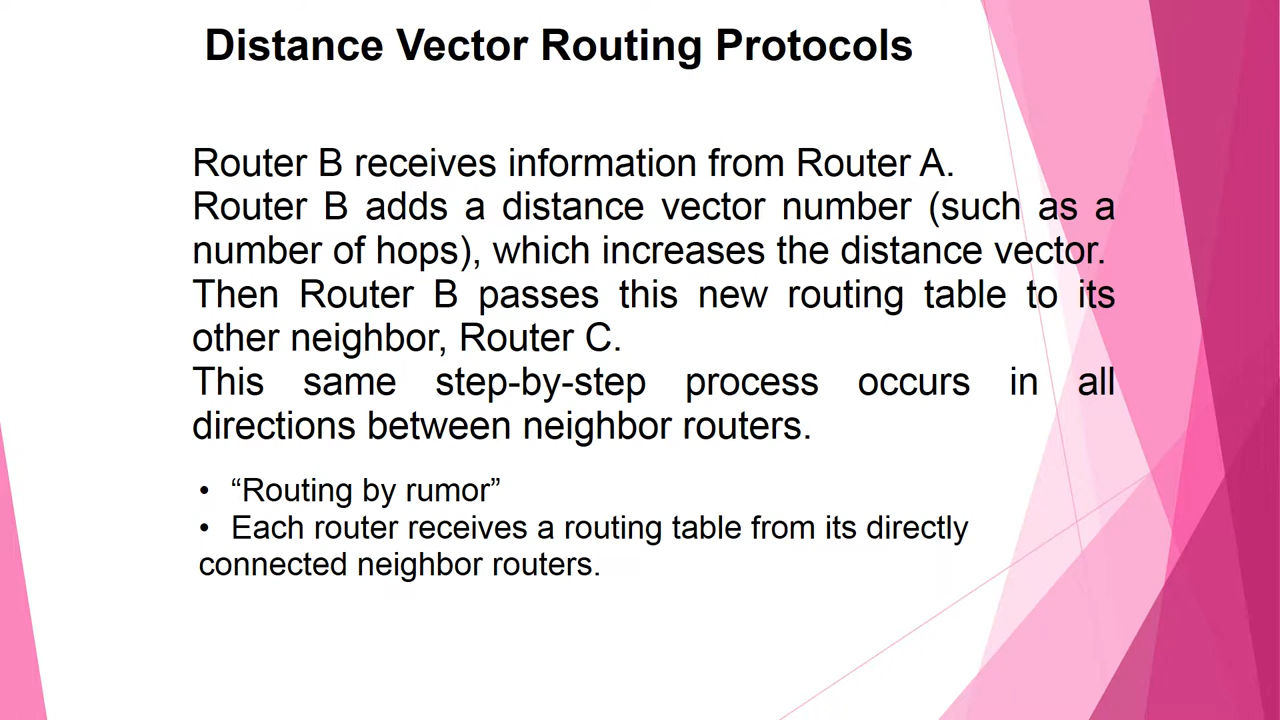 Distance Vector Routing Protocols
Router B receives information from Router A.
Router B adds a distance vector number (such as a
number of hops), which increases the distance vector.
Then Router B passes this new routing table to its
other neighbor, Router C.
This same step-by-step process occurs in all
directions between neighbor routers.
• “Routing by rumor”
• Each router receives a routing table from its directly
connected neighbor routers.